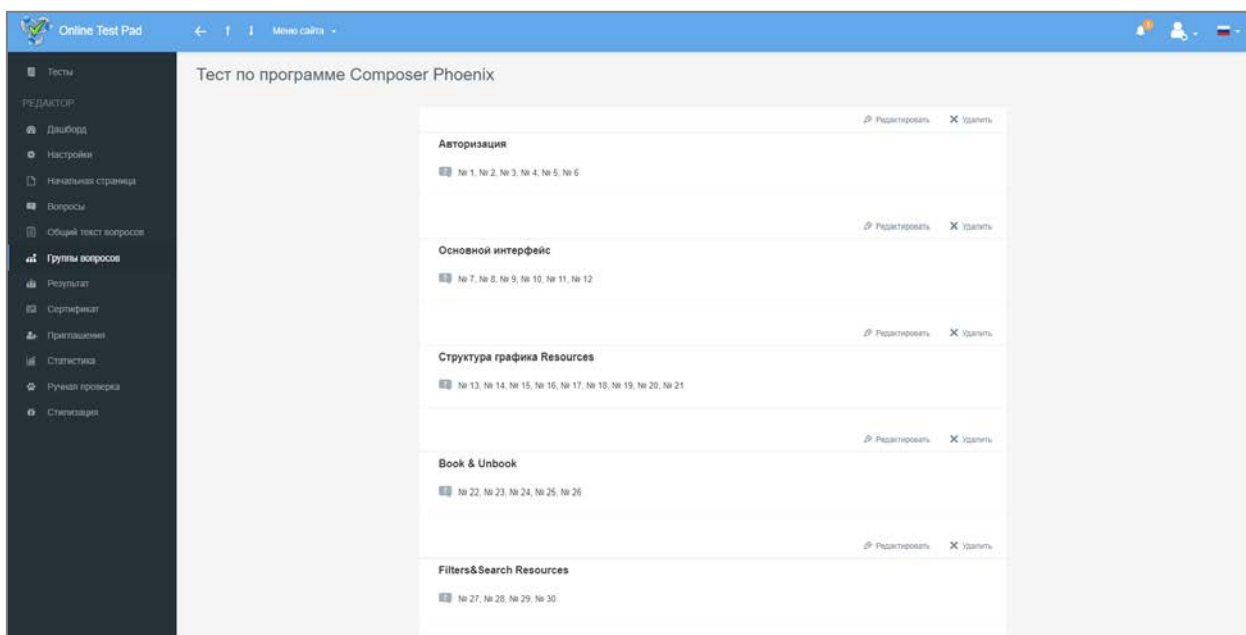 Online Test Pad
Меню сайта
1
Тесты
РЕДАКТОР
Дашборд
Настройки
Начальная страница
Вопросы
Общий текст вопросов
Группы вопросов
Результат
Сертификат
Приглашения
Статистика
Ручная проверка
Стилизация
Тест по программе Composer Phoenix
Редактировать Удалить
Авторизация
№ 1, № 2, № 3, № 4, № 5, № 6
Редактировать Удалить
Основной интерфейс
№ 7, № 8, № 9, № 10, № 11, № 12
Редактировать Удалить
Структура графика Resources
№ 13, № 14, № 15, № 16, № 17, № 18, № 19, № 20, № 21
Редактировать Удалить
Book & Unbook
№ 22, № 23, № 24, № 25, № 26
Редактировать Удалить
Filters&Search Resources
№ 27, № 28, № 29, № 30